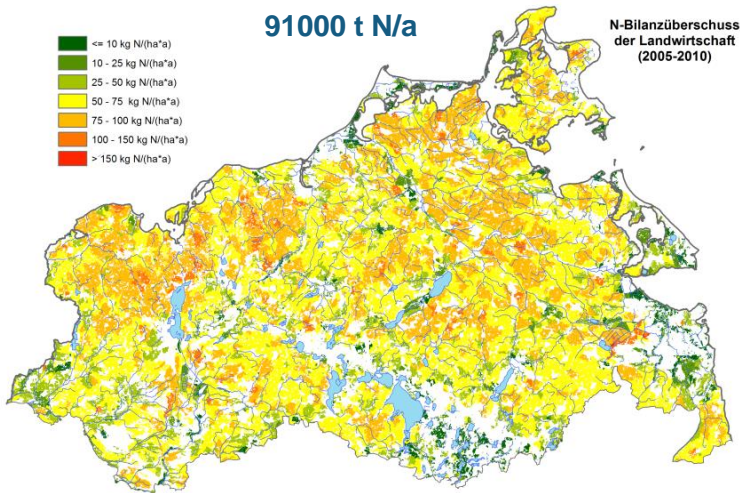 91000 t N/a
N-Bilanzüberschuss
der Landwirtschaft
(2005-2010)
<= 10 kg N/(ha*a)
10 - 25 kg N/(ha*a)
25 - 50 kg N/(ha*a)
50 - 75 kg N/(ha*a)
75 - 100 kg N/(ha*a)
100 - 150 kg N/(ha*a)
> 150 kg N/(ha*a)